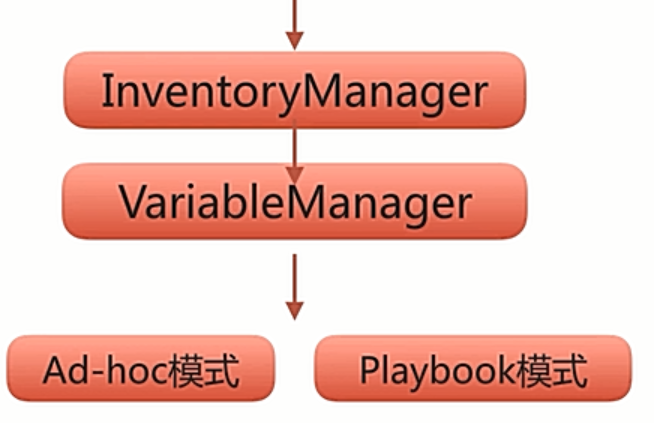 InventoryManager
VariableManager
Ad-hoc模式
Playbook模式